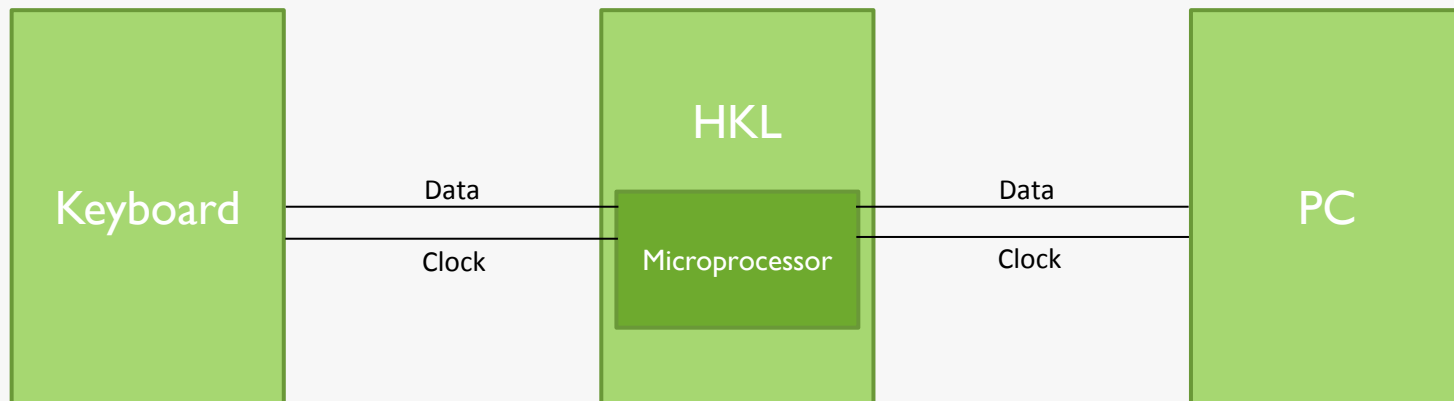 HKL
Keyboard
Data
Clock
Microprocessor
Data
Clock
PC